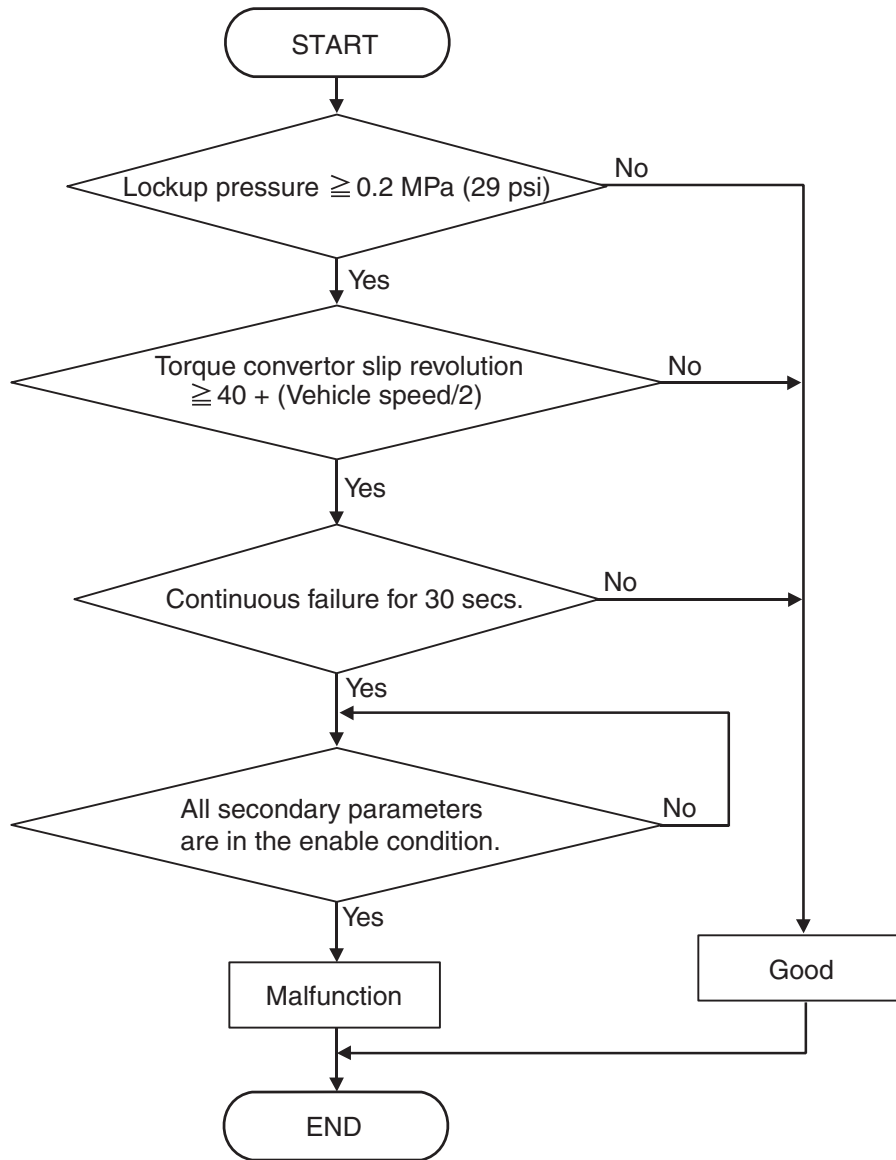 START
Lockup pressure ≧ 0.2 MPa (29 psi)
No
Yes
Torque convertor slip revolution
≧ 40 + (Vehicle speed/2)
No
Yes
Continuous failure for 30 secs.
No
Yes
All secondary parameters
are in the enable condition.
No
Yes
Malfunction
Good
END